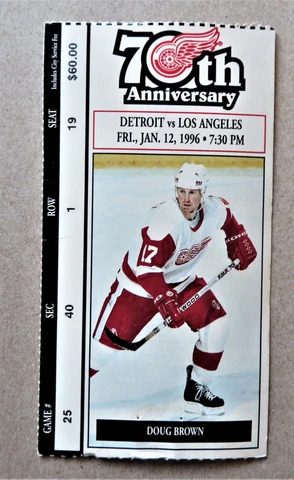 70th
Anniversary
DETROIT vs LOS ANGELES
FRI., JAN. 12, 1996 • 7:30 PM
17
WOOD
DOUG BROWN
Includes City Service Fee
$60.00
SEAT 19
ROW 1
SEC 40
GAME # 25